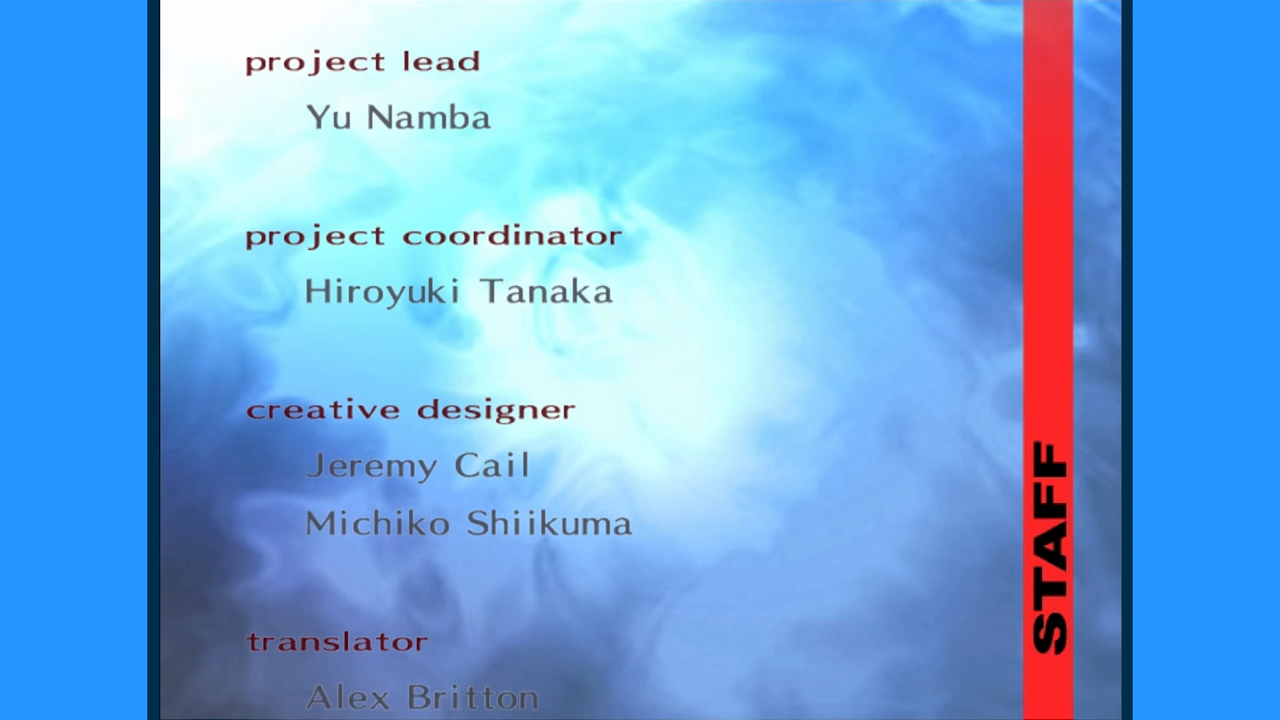 project lead
Yu Namba
project coordinator
Hiroyuki Tanaka
creative designer
Jeremy Cail
Michiko Shiikuma
translator
Alex Britton
STAFF